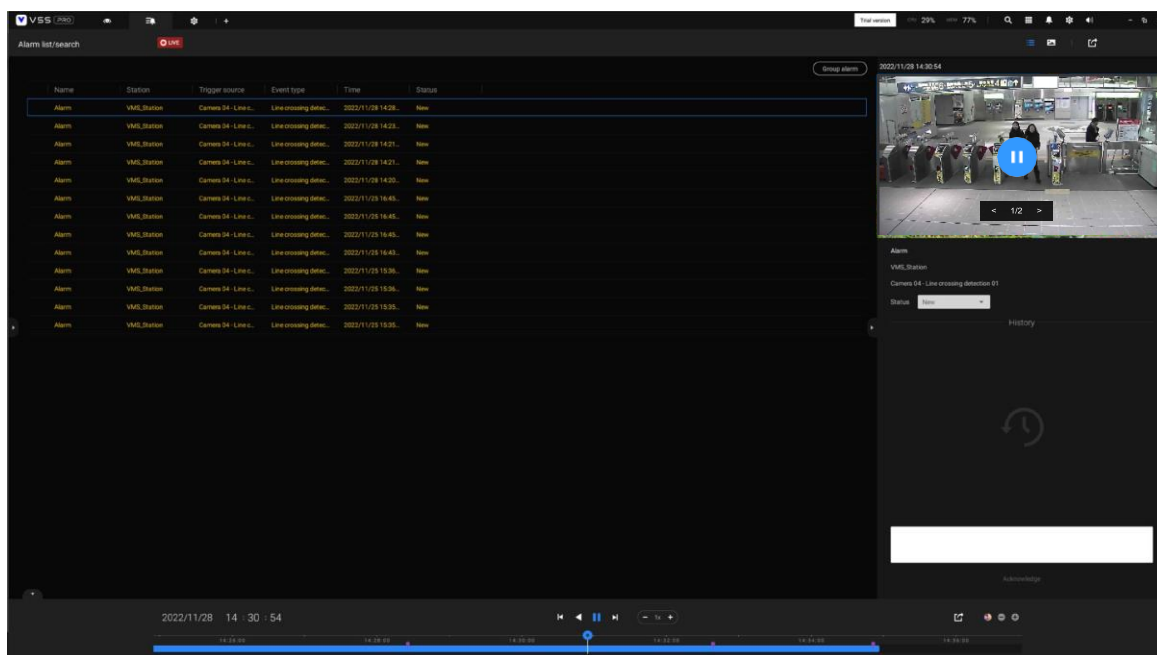 VSS PRO
Trial version
29%
77%
Alarm list/search
LIVE
Group alarm
2022/11/28 14:30:54
Name Station Trigger source Event type Time Status
Alarm VMS_Station Camera 04 - Line c... Line crossing detec... 2022/11/28 14:28... New
Alarm VMS_Station Camera 04 - Line c... Line crossing detec... 2022/11/28 14:23... New
Alarm VMS_Station Camera 04 - Line c... Line crossing detec... 2022/11/28 14:21... New
Alarm VMS_Station Camera 04 - Line c... Line crossing detec... 2022/11/28 14:21... New
Alarm VMS_Station Camera 04 - Line c... Line crossing detec... 2022/11/28 14:20... New
Alarm VMS_Station Camera 04 - Line c... Line crossing detec... 2022/11/25 16:45... New
Alarm VMS_Station Camera 04 - Line c... Line crossing detec... 2022/11/25 16:45... New
Alarm VMS_Station Camera 04 - Line c... Line crossing detec... 2022/11/25 16:45... New
Alarm VMS_Station Camera 04 - Line c... Line crossing detec... 2022/11/25 16:43... New
Alarm VMS_Station Camera 04 - Line c... Line crossing detec... 2022/11/25 15:36... New
Alarm VMS_Station Camera 04 - Line c... Line crossing detec... 2022/11/25 15:36... New
Alarm VMS_Station Camera 04 - Line c... Line crossing detec... 2022/11/25 15:35... New
Alarm VMS_Station Camera 04 - Line c... Line crossing detec... 2022/11/25 15:35... New
< 1/2 >
Alarm
VMS_Station
Camera 04 - Line crossing detection 01
Status New
History
Acknowledge
2022/11/28 14 : 30 : 54
1x
14:28:00 14:30:00 14:32:00 14:34:00 14:36:00